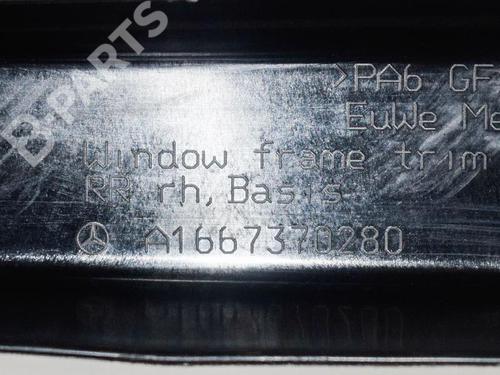 B-PARTS
>PA6 GF
EuWe Me
Window frame trim
RR rh, Basis
A1667370280